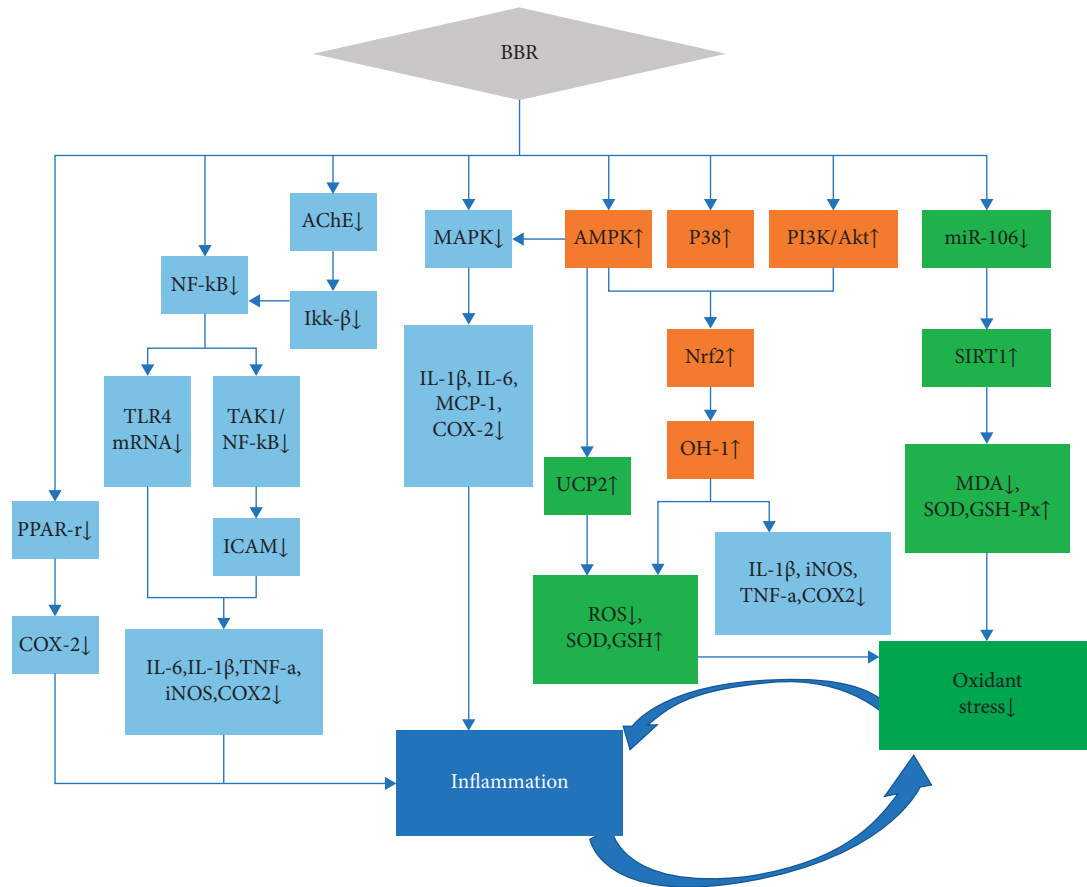 BBR
AChE↓
MAPK↓
AMPK↑
P38↑
PI3K/Akt↑
miR-106↓
NF-kB↓
Ikk-β↓
Nrf2↑
SIRT1↑
TLR4
mRNA↓
TAK1/
NF-kB↓
IL-1β, IL-6,
MCP-1,
COX-2↓
OH-1↑
UCP2↑
MDA↓,
SOD,GSH-Px↑
PPAR-r↓
ICAM↓
IL-1β, iNOS,
TNF-a,COX2↓
ROS↓,
SOD,GSH↑
COX-2↓
IL-6,IL-1β,TNF-a,
iNOS,COX2↓
Oxidant
stress↓
Inflammation